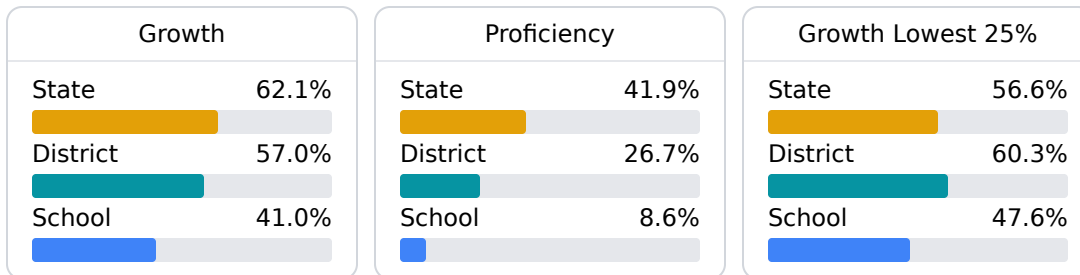 Growth
State 62.1%
District 57.0%
School 41.0%
Proficiency
State 41.9%
District 26.7%
School 8.6%
Growth Lowest 25%
State 56.6%
District 60.3%
School 47.6%